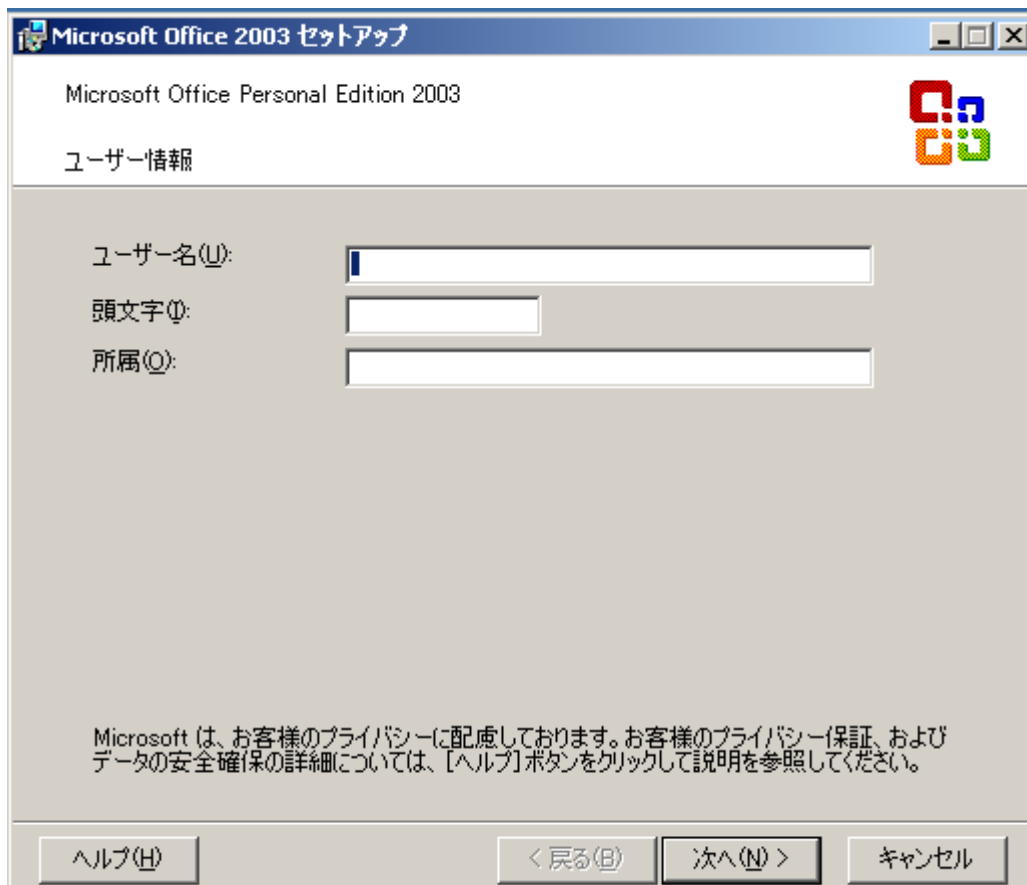 Microsoft Office 2003 セットアップ
Microsoft Office Personal Edition 2003
ユーザー情報
ユーザー名(U):
頭文字(I):
所属(O):
Microsoft は、お客様のプライバシーに配慮しております。お客様のプライバシー保証、および
データの安全確保の詳細については、[ヘルプ] ボタンをクリックして説明を参照してください。
ヘルプ(H) < 戻る(B) 次へ(N) > キャンセル